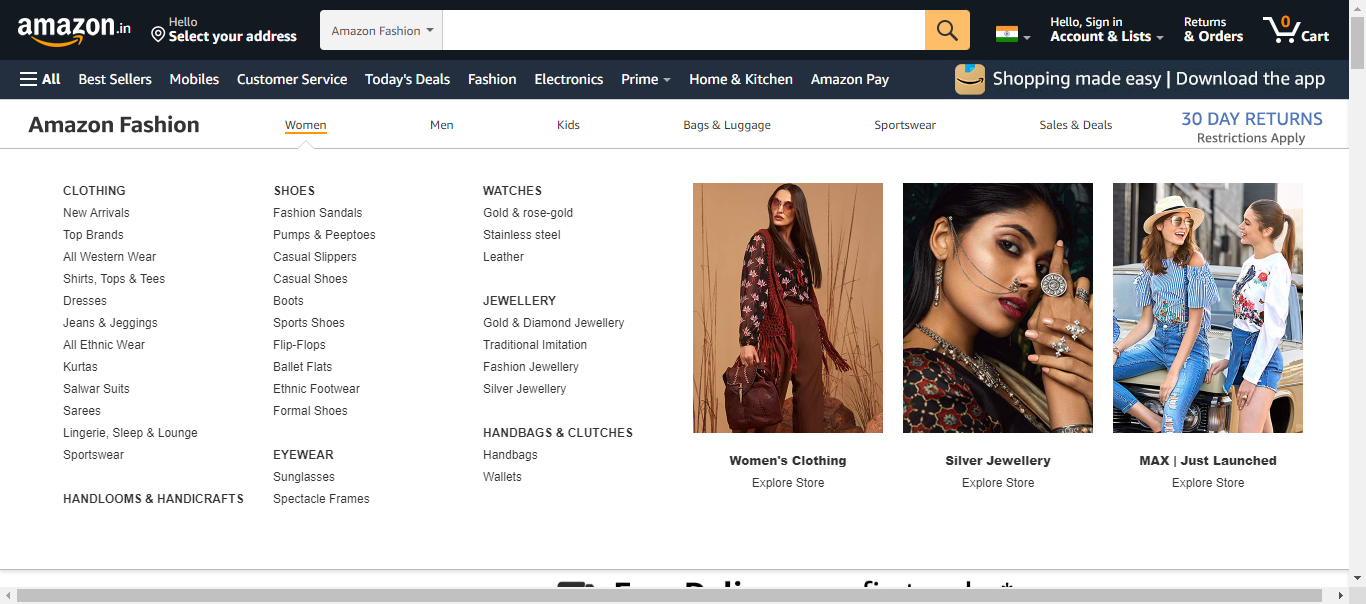 amazon.in
Hello
Select your address
Amazon Fashion
Hello, Sign in
Account & Lists
Returns
& Orders
0
Cart
All
Best Sellers
Mobiles
Customer Service
Today's Deals
Fashion
Electronics
Prime
Home & Kitchen
Amazon Pay
Shopping made easy | Download the app
Amazon Fashion
Women
Men
Kids
Bags & Luggage
Sportswear
Sales & Deals
30 DAY RETURNS
Restrictions Apply
CLOTHING
New Arrivals
Top Brands
All Western Wear
Shirts, Tops & Tees
Dresses
Jeans & Jeggings
All Ethnic Wear
Kurtas
Salwar Suits
Sarees
Lingerie, Sleep & Lounge
Sportswear
HANDLOOMS & HANDICRAFTS
SHOES
Fashion Sandals
Pumps & Peeptoes
Casual Slippers
Casual Shoes
Boots
Sports Shoes
Flip-Flops
Ballet Flats
Ethnic Footwear
Formal Shoes
EYEWEAR
Sunglasses
Spectacle Frames
WATCHES
Gold & rose-gold
Stainless steel
Leather
JEWELLERY
Gold & Diamond Jewellery
Traditional Imitation
Fashion Jewellery
Silver Jewellery
HANDBAGS & CLUTCHES
Handbags
Wallets
Women's Clothing
Explore Store
Silver Jewellery
Explore Store
MAX | Just Launched
Explore Store